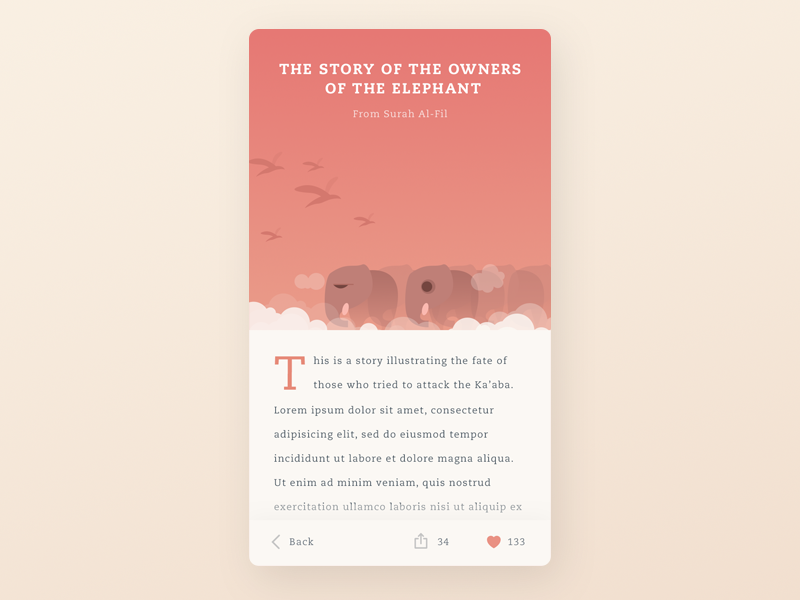 THE STORY OF THE OWNERS
OF THE ELEPHANT
From Surah Al-Fil
This is a story illustrating the fate of
those who tried to attack the Ka'aba.
Lorem ipsum dolor sit amet, consectetur
adipisicing elit, sed do eiusmod tempor
incididunt ut labore et dolore magna aliqua.
Ut enim ad minim veniam, quis nostrud
exercitation ullamco laboris nisi ut aliquip ex
Back 34 133